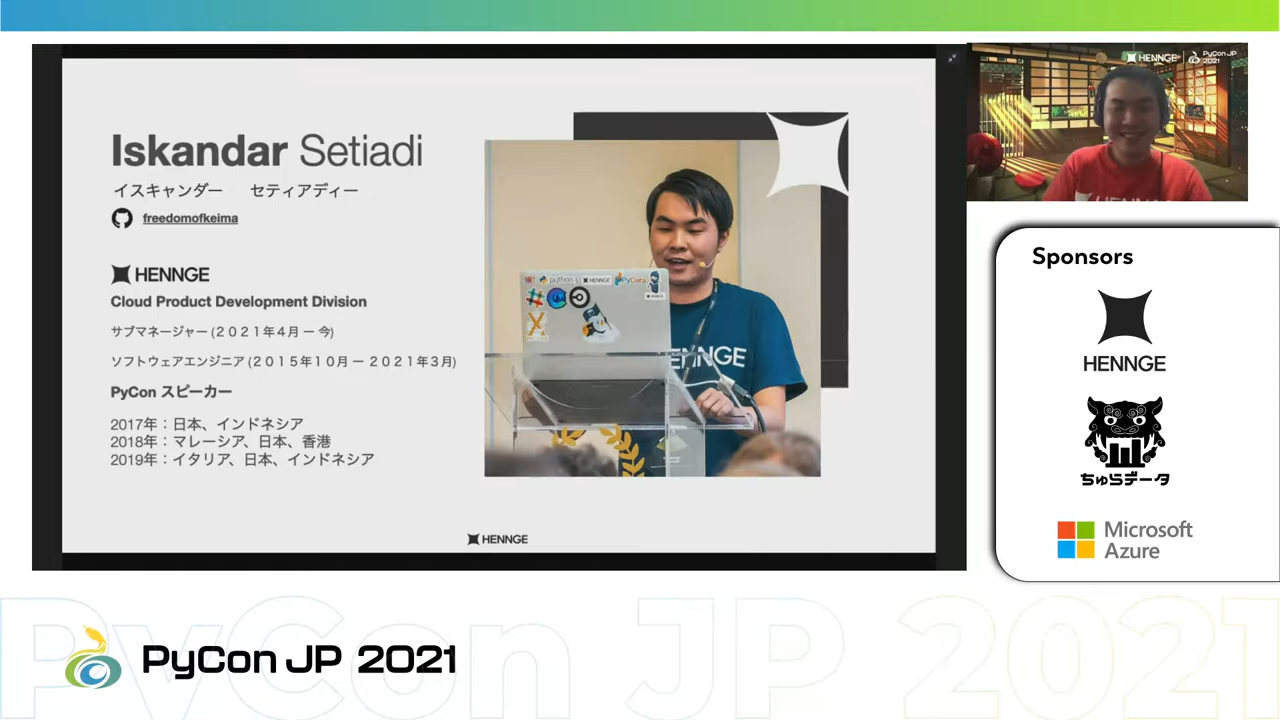 Iskandar Setiadi
イスキャンダー セティアディー
freedomofkeima
HENNGE
Cloud Product Development Division
サブマネージャー (２０２１年４月 ー 今)
ソフトウェアエンジニア (２０１５年１０月 ー ２０２１年３月)
PyCon スピーカー
2017年：日本、インドネシア
2018年：マレーシア、日本、香港
2019年：イタリア、日本、インドネシア
python
HENNGE
PyData
HENNGE
HENNGE
HENNGE
PyCon JP
2021
HENNGE
Sponsors
HENNGE
ちゅらデータ
Microsoft
Azure
PyCon JP 2021
PyCon JP 2021